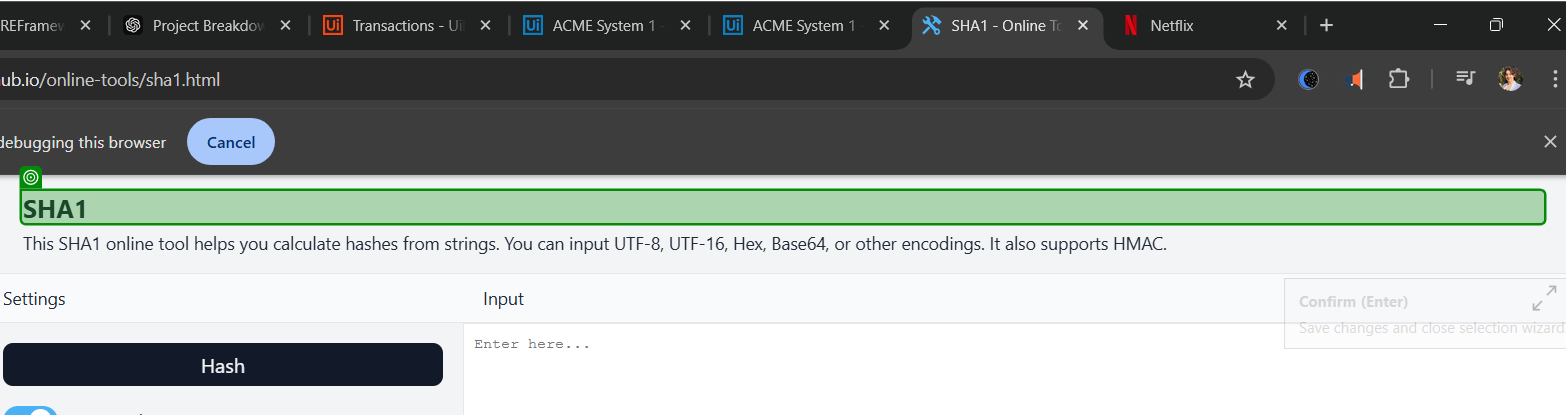 REFramew Project Breakdow Transactions - Ui ACME System 1 - ACME System 1 - SHA1 - Online To Netflix
ub.io/online-tools/sha1.html
debugging this browser Cancel
SHA1
This SHA1 online tool helps you calculate hashes from strings. You can input UTF-8, UTF-16, Hex, Base64, or other encodings. It also supports HMAC.
Settings Input
Confirm (Enter)
Save changes and close selection wizard
Enter here...
Hash